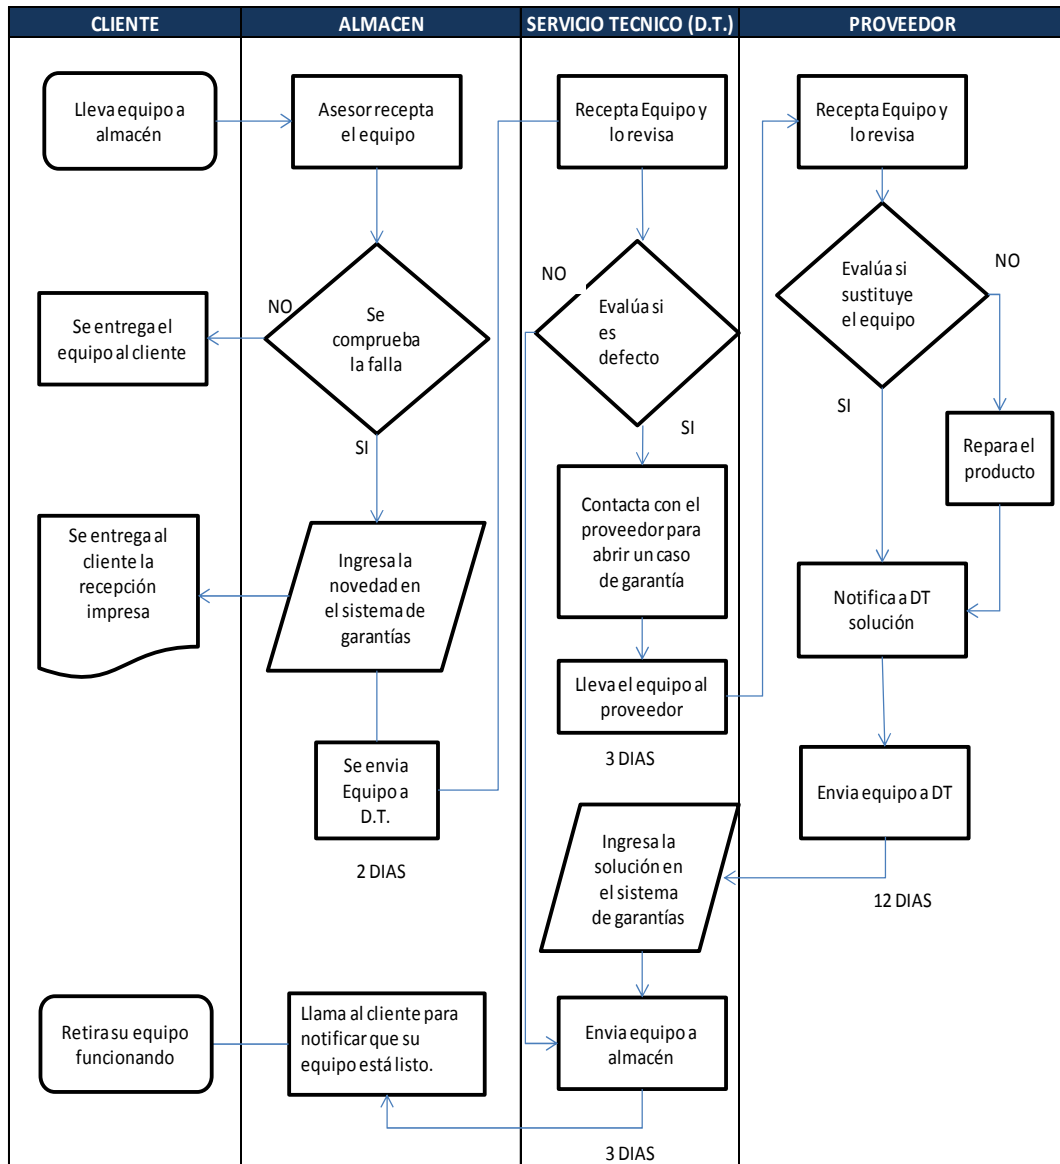 CLIENTE
ALMACEN
SERVICIO TECNICO (D.T.)
PROVEEDOR
Lleva equipo a
almacén
Asesor recepta
el equipo
Recepta Equipo y
lo revisa
Recepta Equipo y
lo revisa
Se entrega el
equipo al cliente
NO
Se
comprueba
la falla
SI
NO
Evalúa si
es
defecto
SI
Evalúa si
sustituye
el equipo
NO
SI
Repara el
producto
Se entrega al
cliente la
recepción
impresa
Ingresa la
novedad en
el sistema de
garantías
Contacta con el
proveedor para
abrir un caso
de garantía
Notifica a DT
solución
Lleva el equipo al
proveedor
3 DIAS
Se envia
Equipo a
D.T.
2 DIAS
Envia equipo a DT
12 DIAS
Ingresa la
solución en
el sistema
de garantías
Retira su equipo
funcionando
Llama al cliente para
notificar que su
equipo está listo.
Envia equipo a
almacén
3 DIAS